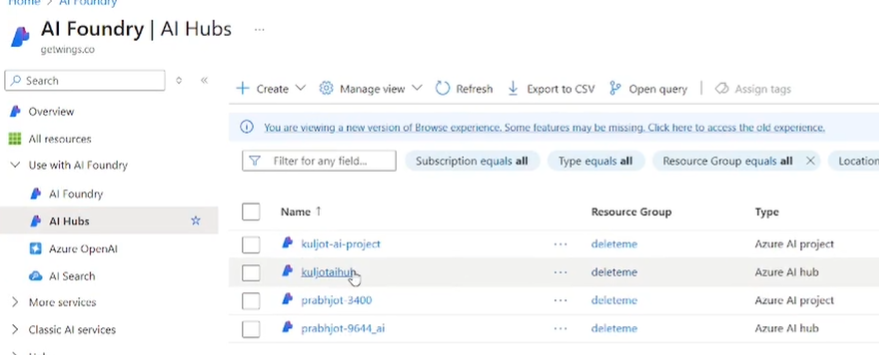 Home > AI Foundry
AI Foundry | AI Hubs ...
getwings.co
Search
Overview
All resources
Use with AI Foundry
AI Foundry
AI Hubs
Azure OpenAI
AI Search
More services
Classic AI services
+ Create Manage view Refresh Export to CSV Open query Assign tags
You are viewing a new version of Browse experience. Some features may be missing. Click here to access the old experience.
Filter for any field... Subscription equals all Type equals all Resource Group equals all × Location
Name ↑ Resource Group Type
kuljot-ai-project ... deleteme Azure AI project
kuljotaihub ... deleteme Azure AI hub
prabhjot-3400 ... deleteme Azure AI project
prabhjot-9644_ai ... deleteme Azure AI hub